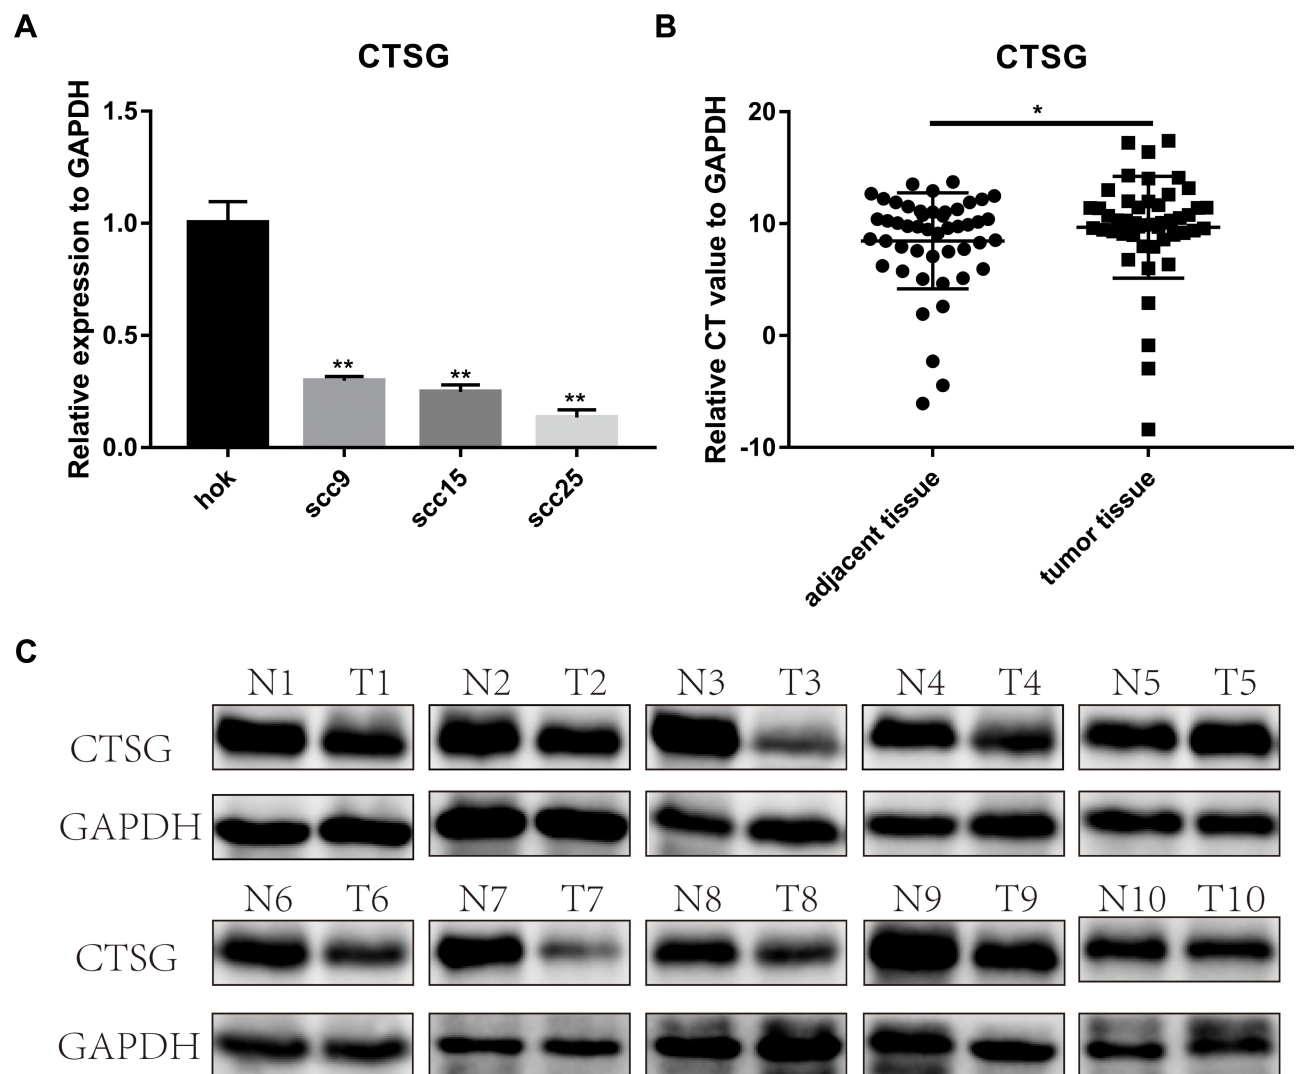 A
CTSG
Relative expression to GAPDH
1.5
1.0
0.5
0.0
**
**
**
hok
scc9
scc15
scc25
B
CTSG
Relative CT value to GAPDH
20
10
0
-10
*
adjacent tissue
tumor tissue
C
N1 T1 N2 T2 N3 T3 N4 T4 N5 T5
CTSG
GAPDH
N6 T6 N7 T7 N8 T8 N9 T9 N10 T10
CTSG
GAPDH